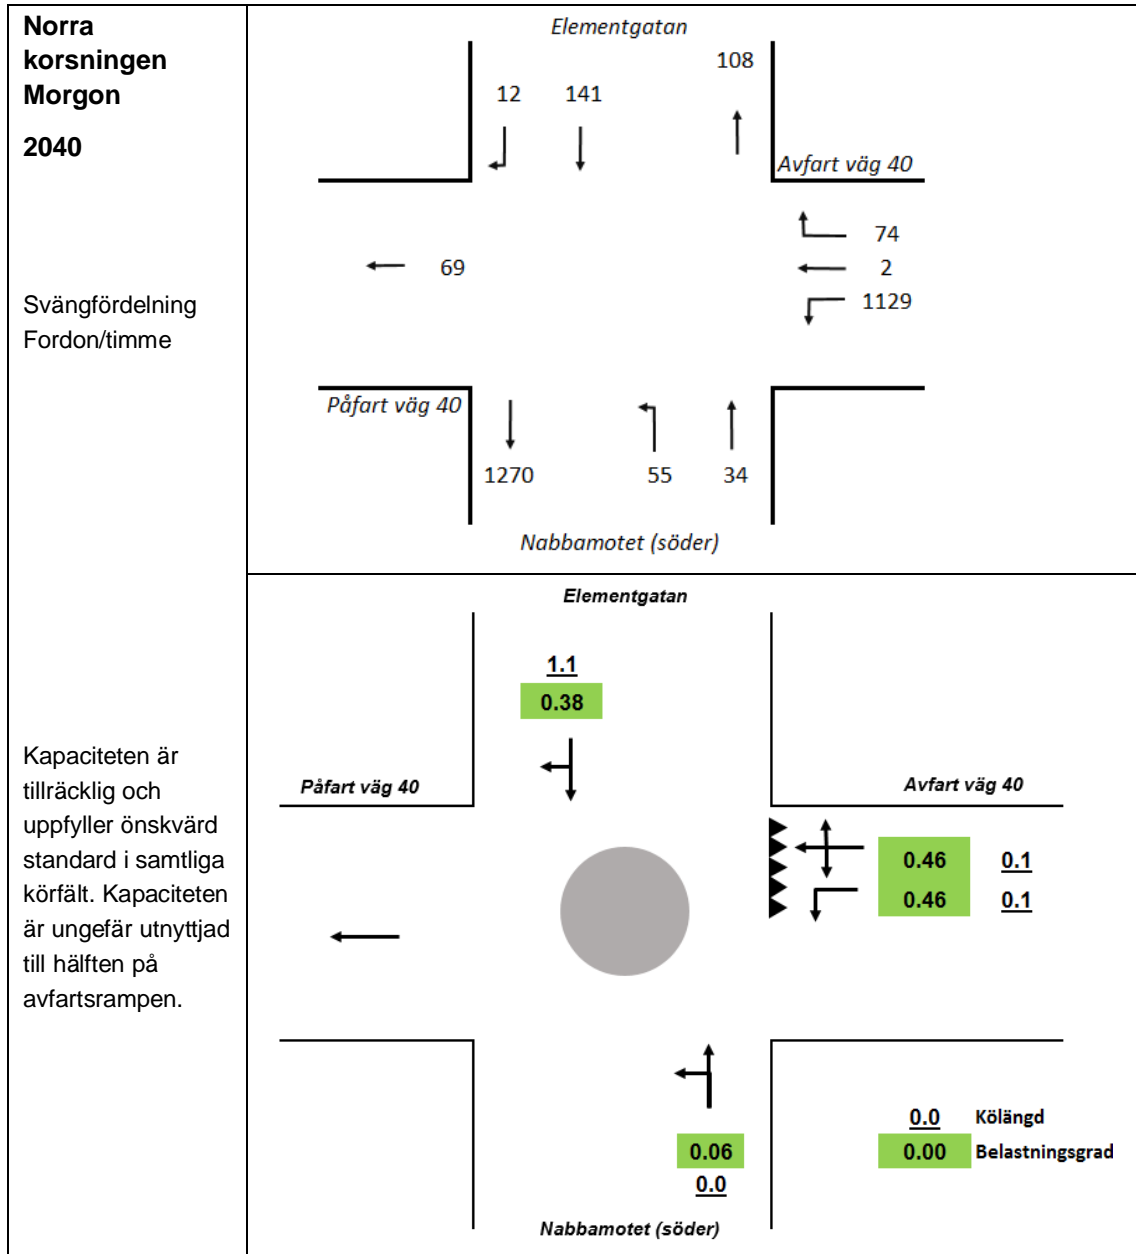 Norra
korsningen
Morgon
2040
Svängfördelning
Fordon/timme
Elementgatan
108
12 141
Avfart väg 40
74
69
2
1129
Påfart väg 40
1270 55 34
Nabbamotet (söder)
Kapaciteten är
tillräcklig och
uppfyller önskvärd
standard i samtliga
körfält. Kapaciteten
är ungefär utnyttjad
till hälften på
avfartsrampen.
Elementgatan
1.1
0.38
Påfart väg 40
Avfart väg 40
0.46 0.1
0.46 0.1
0.06
0.0
0.0 Kölängd
0.00 Belastningsgrad
Nabbamotet (söder)